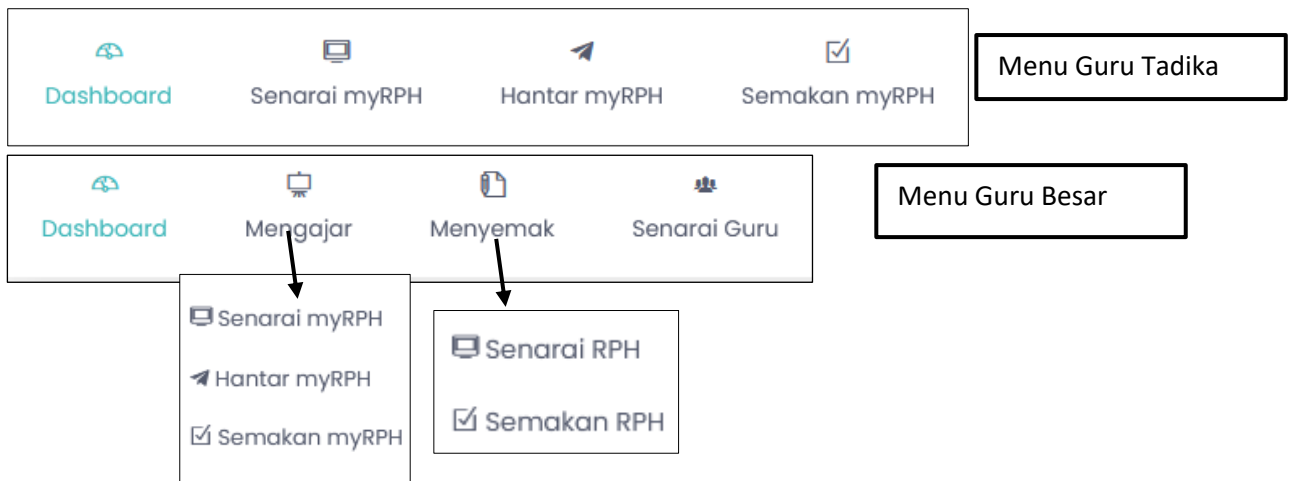 Dashboard
Senarai myRPH
Hantar myRPH
Semakan myRPH
Menu Guru Tadika
Dashboard
Mengajar
Menyemak
Senarai Guru
Menu Guru Besar
Senarai myRPH
Hantar myRPH
Semakan myRPH
Senarai RPH
Semakan RPH